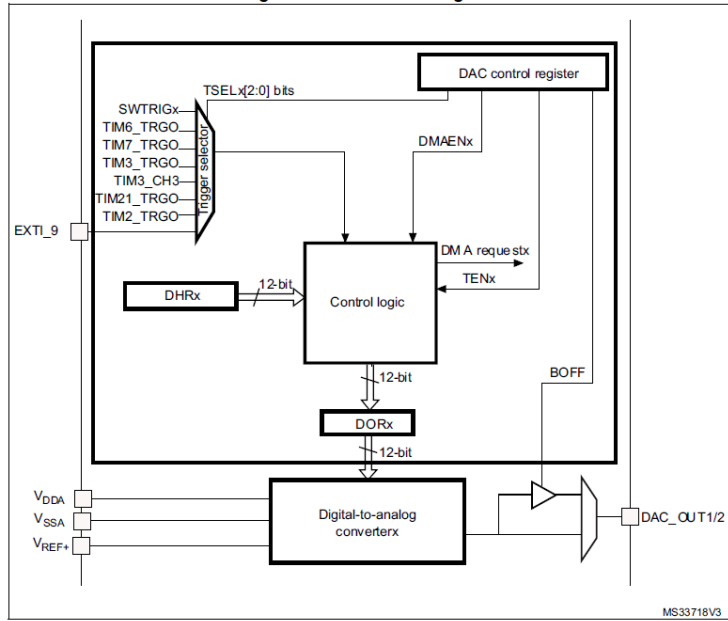 DAC control register
TSELx[2:0] bits
SWTRIGx
TIM6_TRGO
TIM7_TRGO
TIM3_TRGO
TIM3_CH3
TIM21_TRGO
TIM2_TRGO
Trigger selector
DMAENx
EXTI_9
DMA requestx
TENx
DHRx
12-bit
Control logic
12-bit
BOFF
DORx
12-bit
VDDA
VSSA
VREF+
Digital-to-analog
converterx
DAC_OUT1/2
MS33718V3